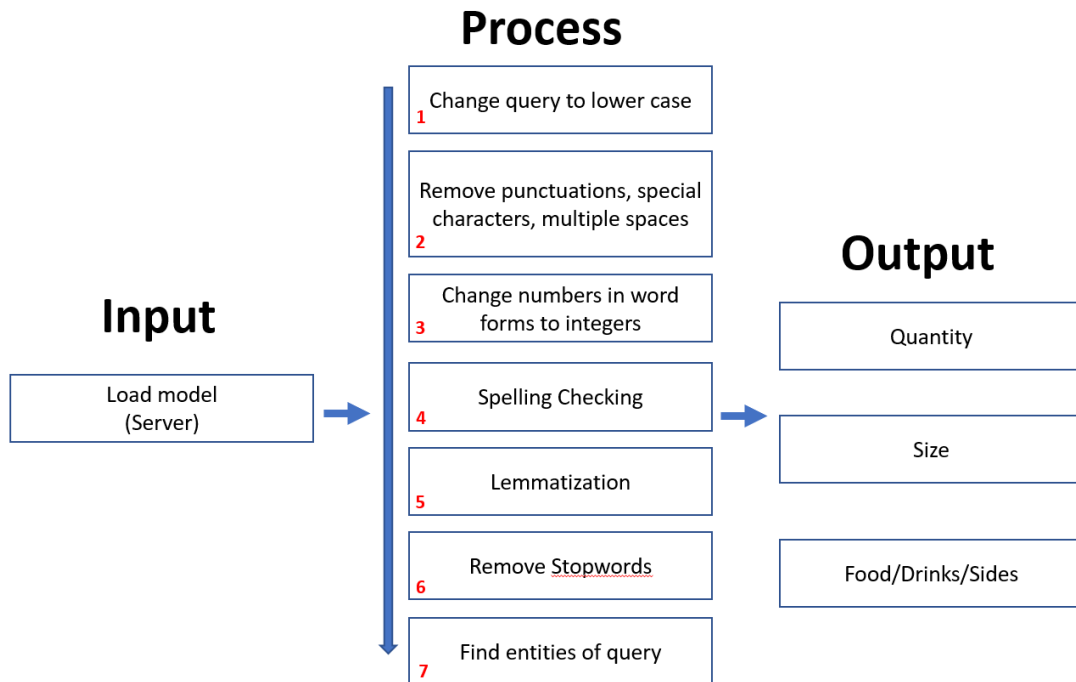 Process
Change query to lower case
1
Remove punctuations, special
characters, multiple spaces
2
Change numbers in word
forms to integers
3
Spelling Checking
4
Lemmatization
5
Remove Stopwords
6
Find entities of query
7
Input
Load model
(Server)
Output
Quantity
Size
Food/Drinks/Sides